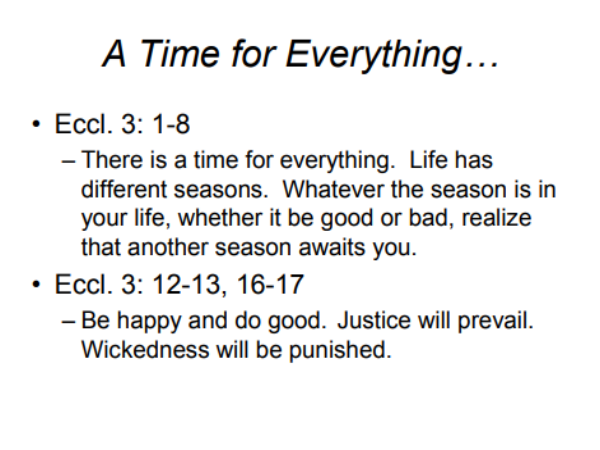 A Time for Everything…
• Eccl. 3: 1-8
– There is a time for everything.  Life has
different seasons.  Whatever the season is in
your life, whether it be good or bad, realize
that another season awaits you.
• Eccl. 3: 12-13, 16-17
– Be happy and do good.  Justice will prevail.
Wickedness will be punished.